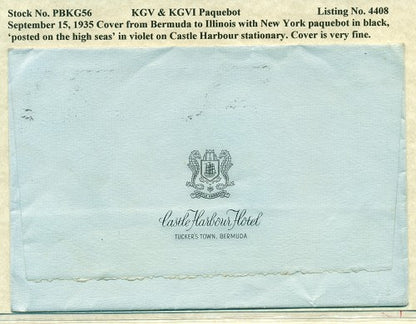 Stock No. PBKG56 KGV & KGVI Paquebot Listing No. 4408
September 15, 1935 Cover from Bermuda to Illinois with New York paquebot in black,
‘posted on the high seas’ in violet on Castle Harbour stationary. Cover is very fine.
Castle Harbour Hotel
TUCKER'S TOWN, BERMUDA